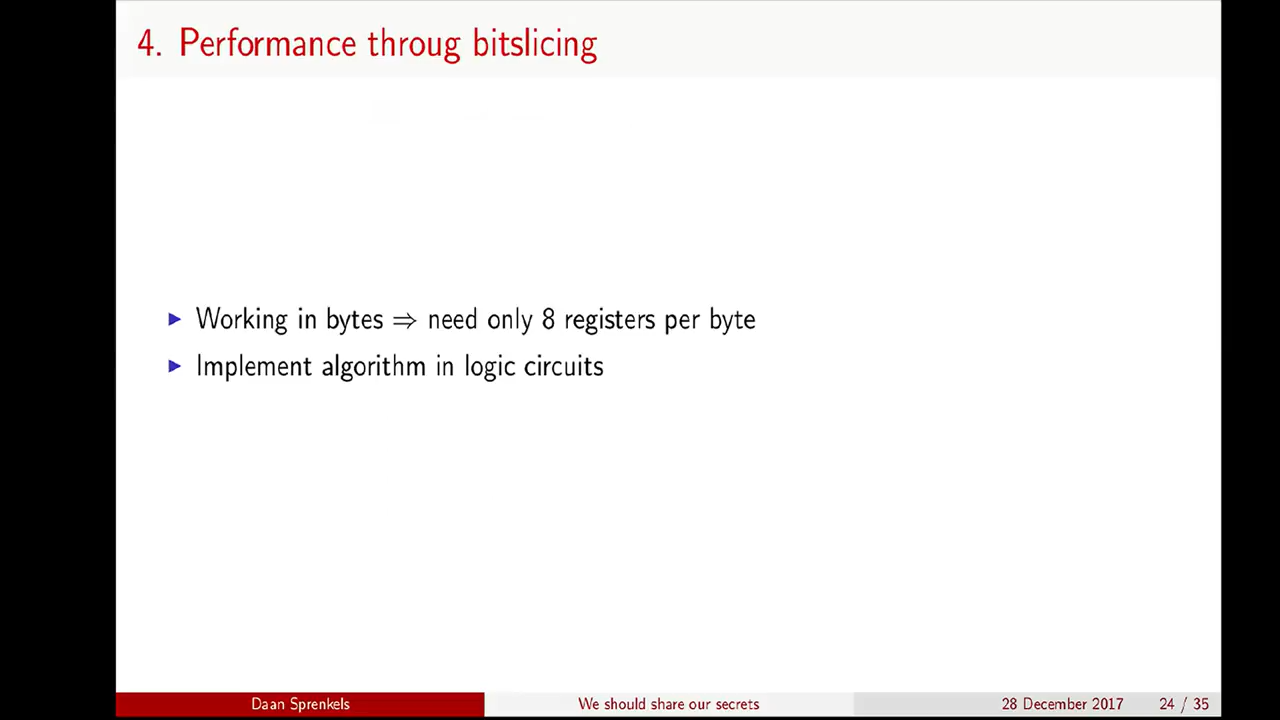 4. Performance throug bitslicing
▶ Working in bytes ⇒ need only 8 registers per byte
▶ Implement algorithm in logic circuits
Daan Sprenkels We should share our secrets 28 December 2017 24 / 35